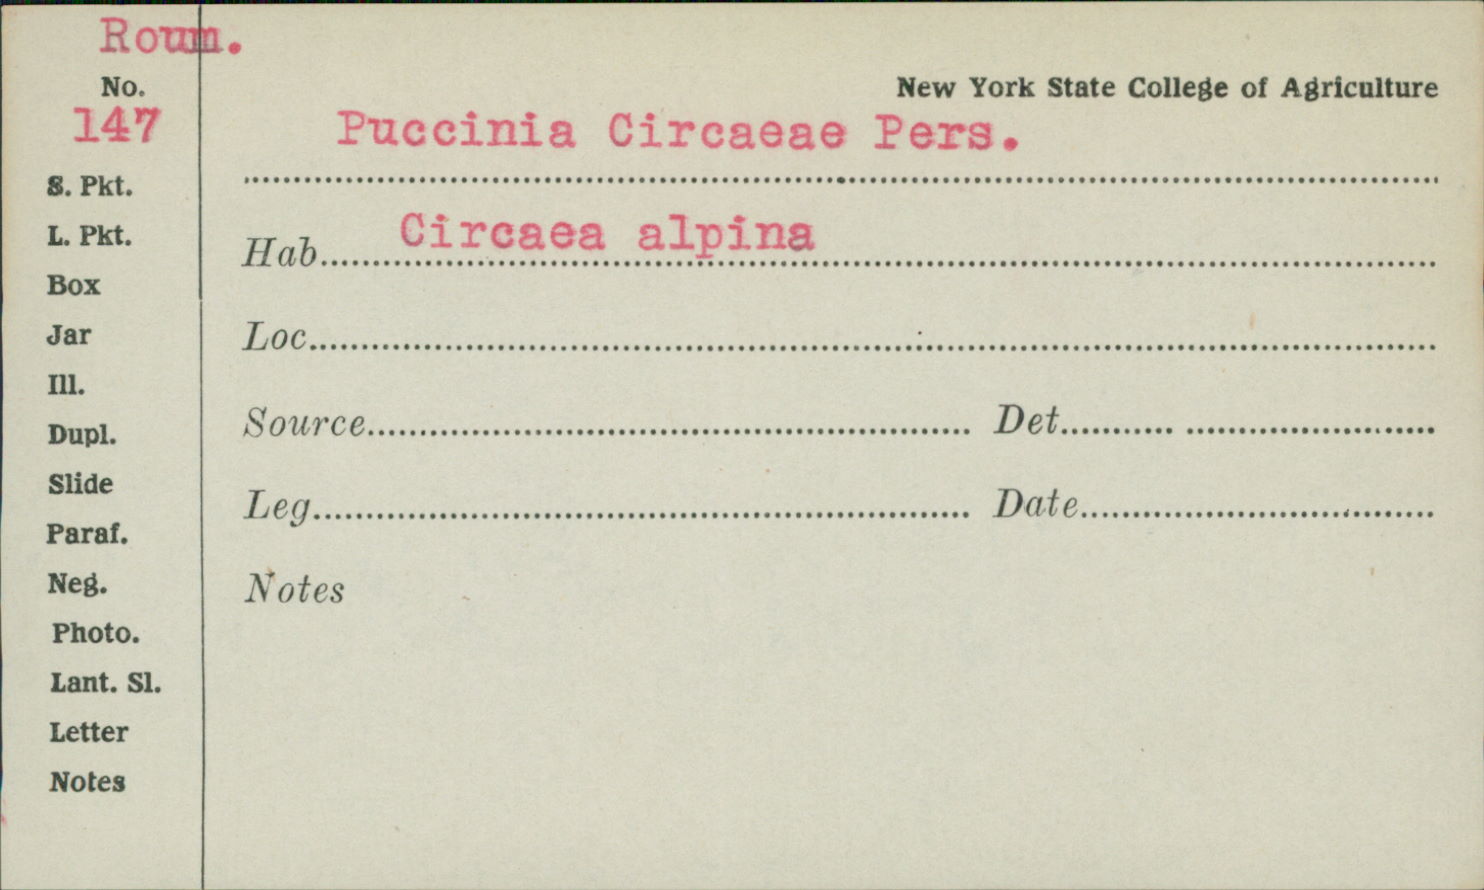 Roum.
No.
147
S. Pkt.
L. Pkt.
Box
Jar
Ill.
Dupl.
Slide
Paraf.
Neg.
Photo.
Lant. Sl.
Letter
Notes
New York State College of Agriculture
Puccinia Circaeae Pers.
Hab. Circaea alpina
Loc.
Source Det.
Leg. Date
Notes